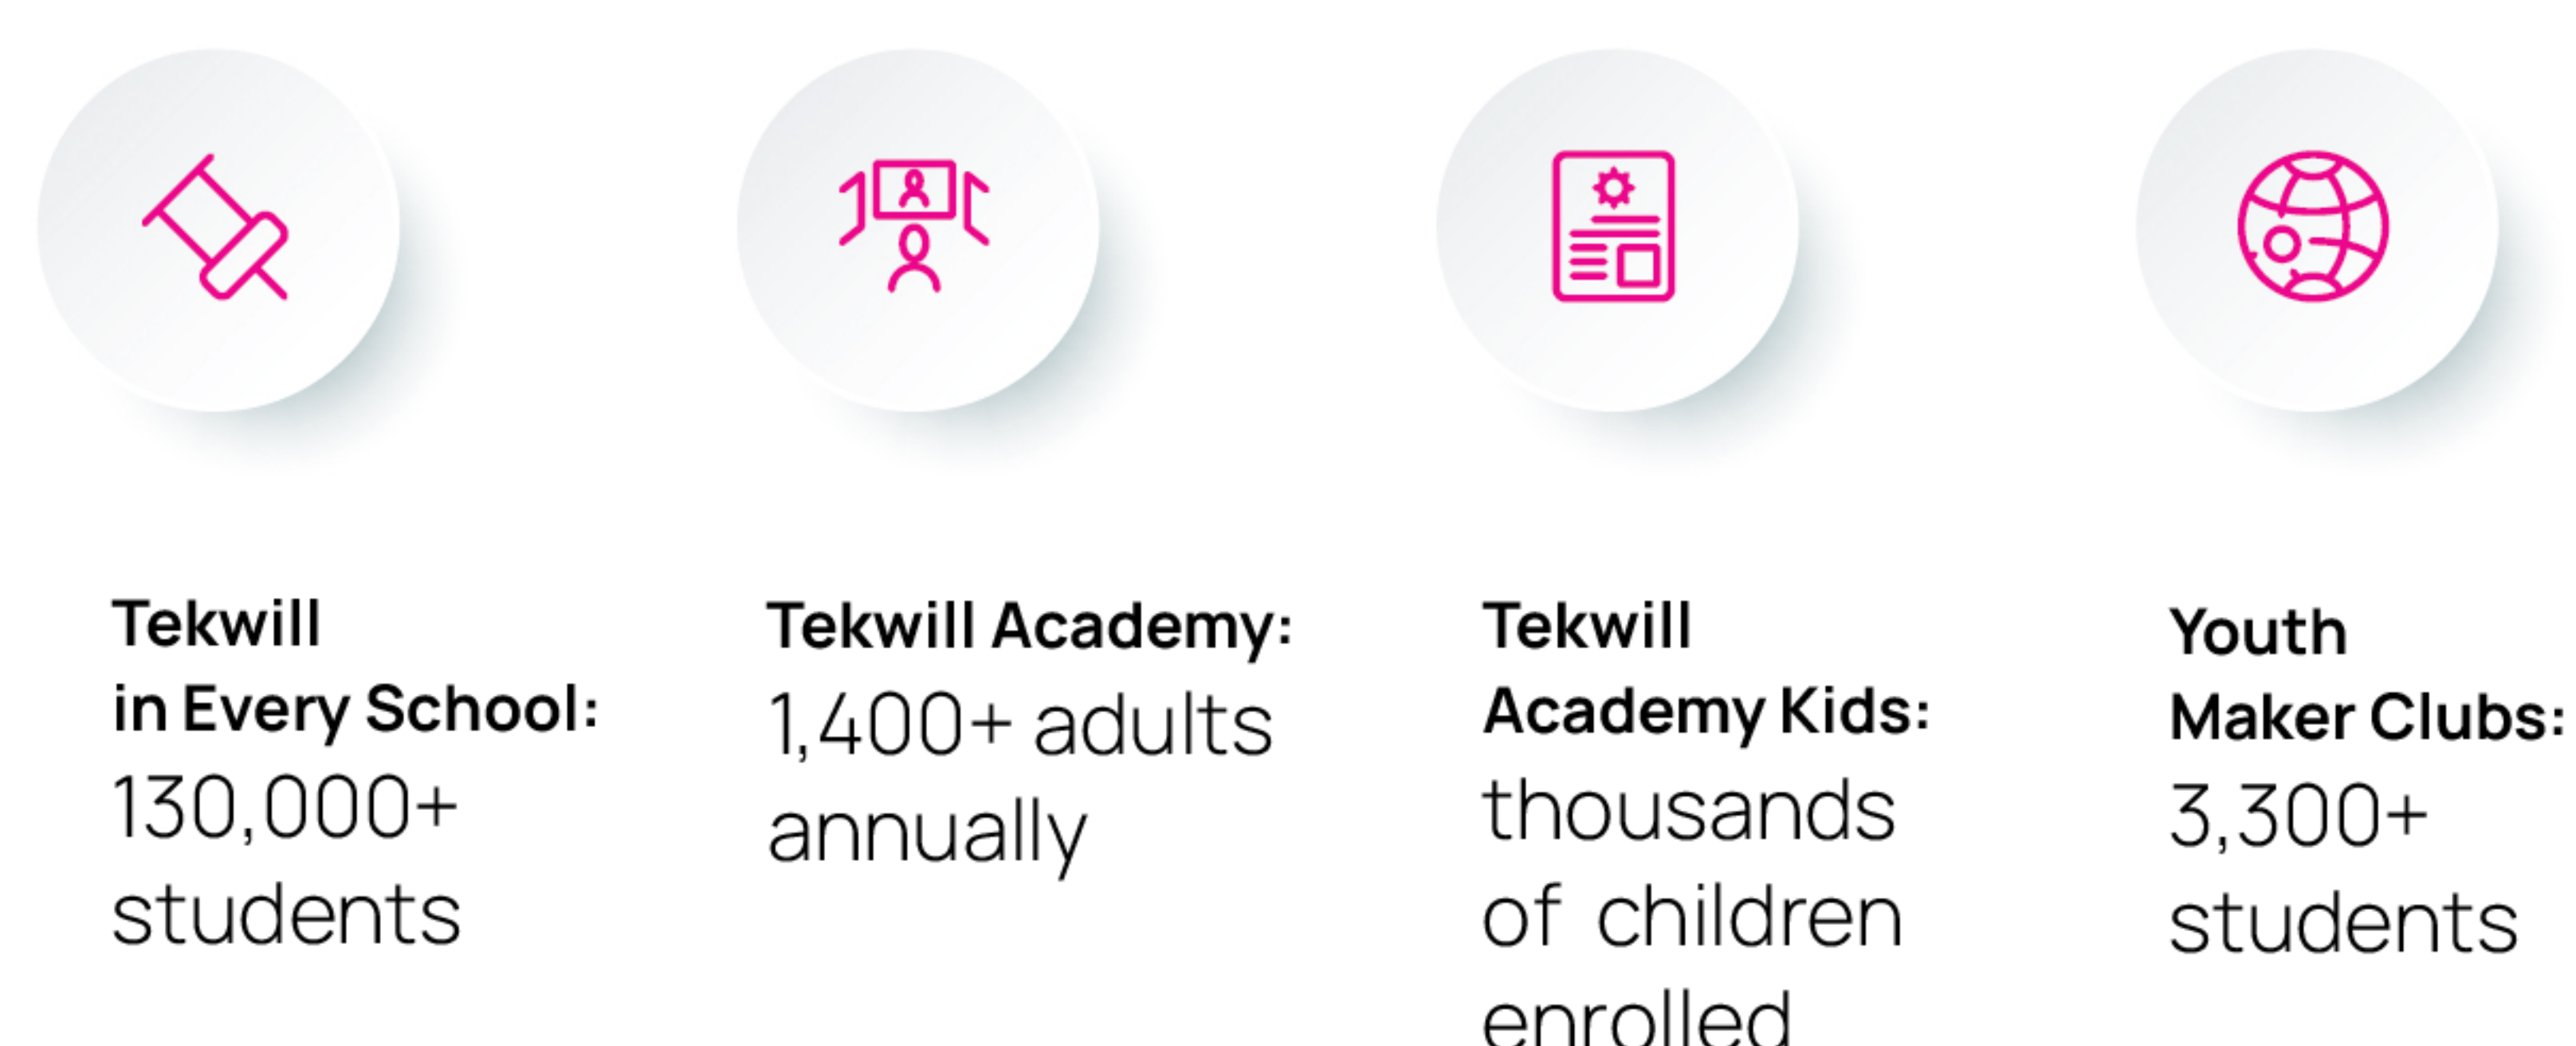 Tekwill
in Every School:
130,000+
students
Tekwill Academy:
1,400+ adults
annually
Tekwill
Academy Kids:
thousands
of children
enrolled
Youth
Maker Clubs:
3,300+
students